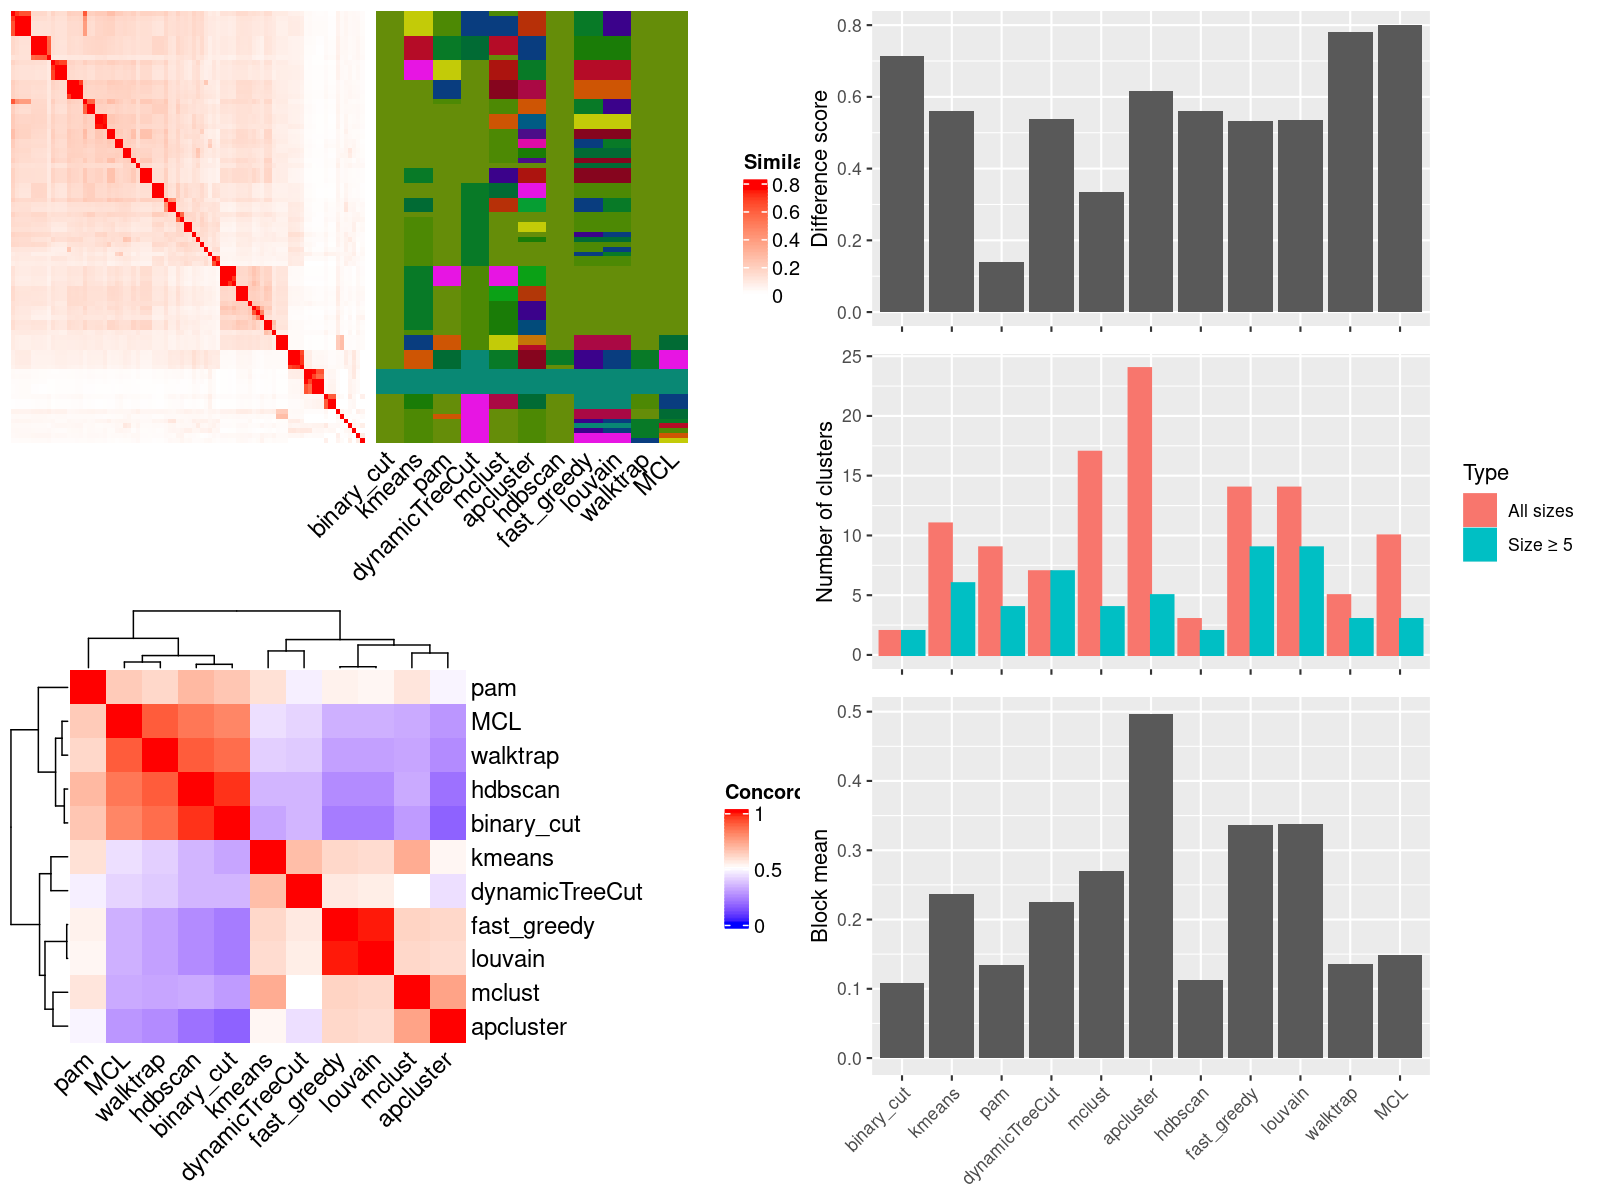 Simila
0.8
0.6
0.4
0.2
0
binary_cut
kmeans
pam
dynamicTreeCut
mclust
apcluster
hdbscan
fast_greedy
louvain
walktrap
MCL
pam
MCL
walktrap
hdbscan
binary_cut
kmeans
dynamicTreeCut
fast_greedy
louvain
mclust
apcluster
Concord
1
0.5
0
pam
MCL
walktrap
hdbscan
binary_cut
kmeans
dynamicTreeCut
fast_greedy
louvain
mclust
apcluster
Difference score
0.8
0.6
0.4
0.2
0.0
Number of clusters
25
20
15
10
5
0
Type
All sizes
Size ≥ 5
Block mean
0.5
0.4
0.3
0.2
0.1
0.0
binary_cut
kmeans
pam
dynamicTreeCut
mclust
apcluster
hdbscan
fast_greedy
louvain
walktrap
MCL